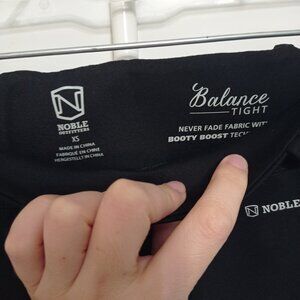 NOBLE
OUTFITTERS
XS
MADE IN CHINA
FABRIQUÉ EN CHINE
HERGESTELLT IN CHINA
Balance
TIGHT
NEVER FADE FABRIC WIT
BOOTY BOOST TEC
NOBLE